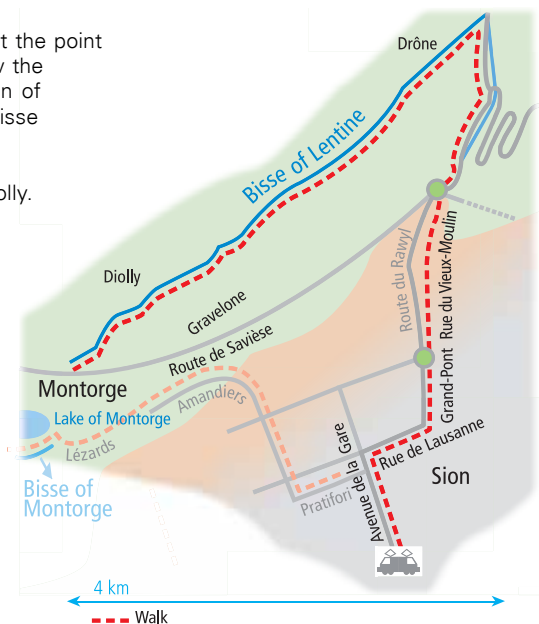 t the point
y the
n of
isse
olly.
Drône
Bisse of Lentine
Diolly
Gravelone
Route du Rawyl
Rue du Vieux-Moulin
Route de Savièse
Montorge
Amandiers
Grand-Pont
Lake of Montorge
Lézards
Rue de Lausanne
Avenue de la Gare
Sion
Bisse of
Montorge
Pratifori
4 km
Walk